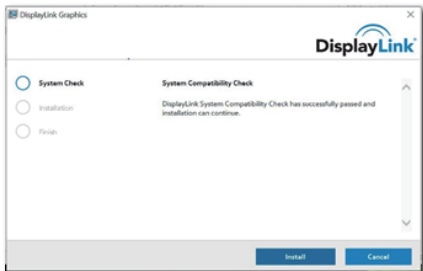 DisplayLink Graphics
DisplayLink
System Check
System Compatibility Check
DisplayLink System Compatibility Check has successfully passed and
installation can continue.
Installation
Finish
Install
Cancel